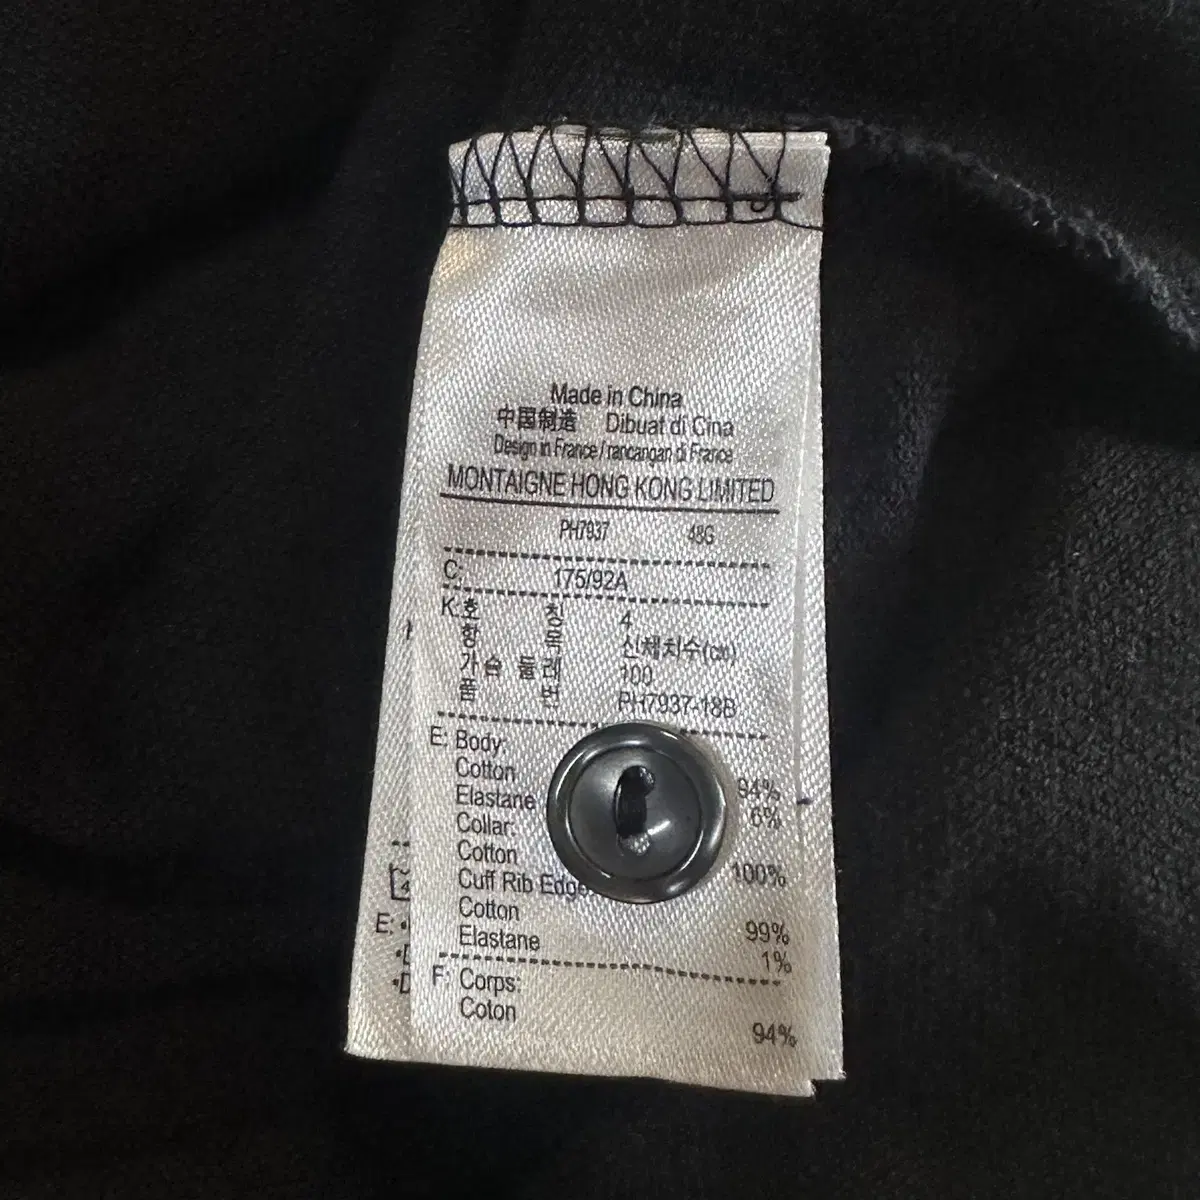 Made in China
中国制造 Dibuat di Cina
Design in France / rancangan di France
MONTAIGNE HONG KONG LIMITED
PH7937 48G
C: 175/92A
K: 호 칭 4
항 목 신체치수(cm)
가슴 둘레 100
품 번 PH7937-18B
E: Body:
Cotton 94%
Elastane 6%
Collar:
Cotton 100%
Cuff Rib Edge
Cotton 99%
Elastane 1%
F: Corps:
Coton 94%
E: